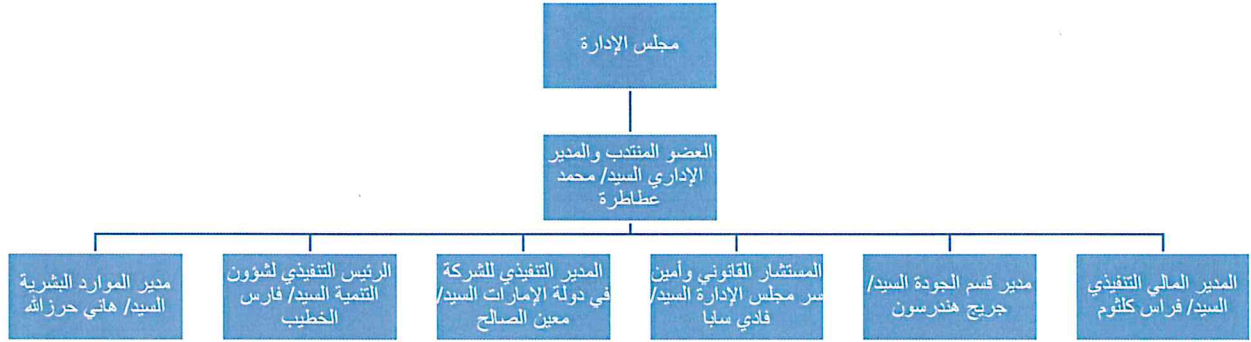 مجلس الإدارة
العضو المنتدب والمدير
الإداري السيد/ محمد
عطاطرة
المدير المالي التنفيذي
السيد/ فراس كلثوم
مدير قسم الجودة السيد/
جريج هندرسون
المستشار القانوني وأمين
سر مجلس الإدارة السيد/
فادي سابا
المدير التنفيذي للشركة
في دولة الإمارات السيد/
معين الصالح
الرئيس التنفيذي لشؤون
التنمية السيد/ فارس
الخطيب
مدير الموارد البشرية
السيد/ هاني حرزالله